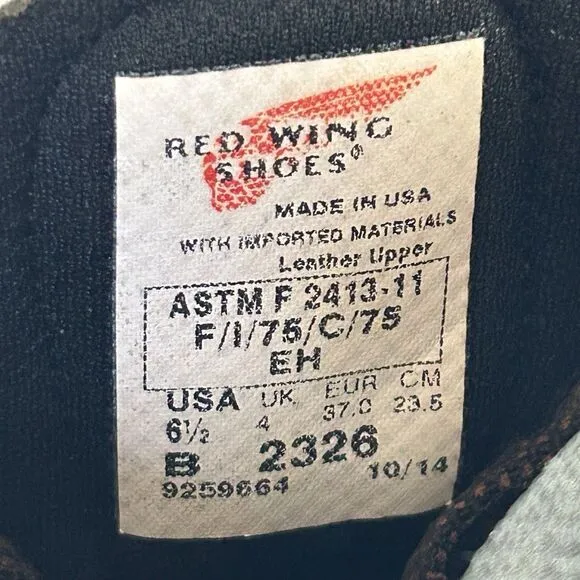 RED WING
SHOES®
MADE IN USA
WITH IMPORTED MATERIALS
Leather Upper
ASTM F 2413-11
F/I/75/C/75
EH
USA UK EUR CM
6½ 4 37.0 23.5
B 2326
9259664 10/14